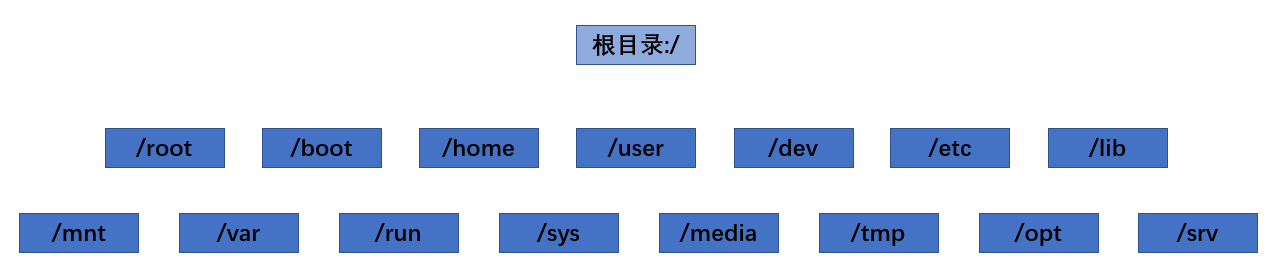 根目录:/
/root /boot /home /user /dev /etc /lib
/mnt /var /run /sys /media /tmp /opt /srv